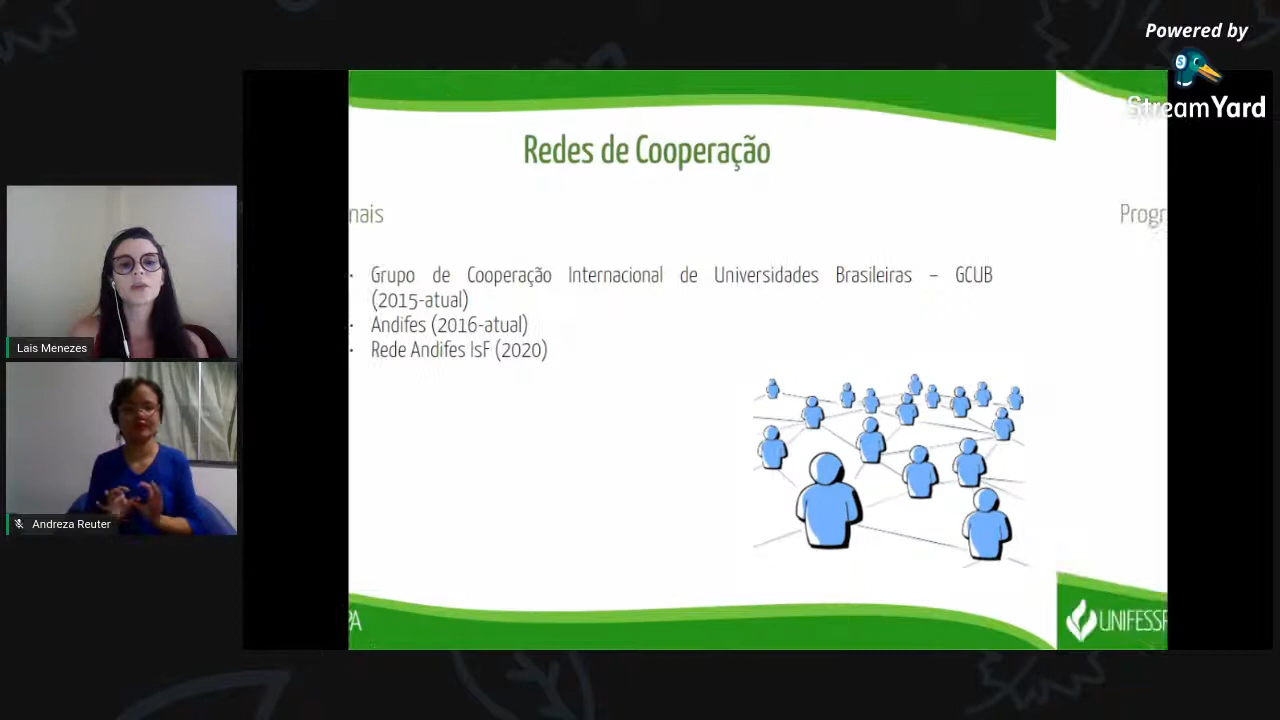 Powered by
StreamYard
Redes de Cooperação
nais
Progr
· Grupo de Cooperação Internacional de Universidades Brasileiras – GCUB
(2015-atual)
· Andifes (2016-atual)
· Rede Andifes IsF (2020)
Lais Menezes
Andreza Reuter
PA
UNIFESSP